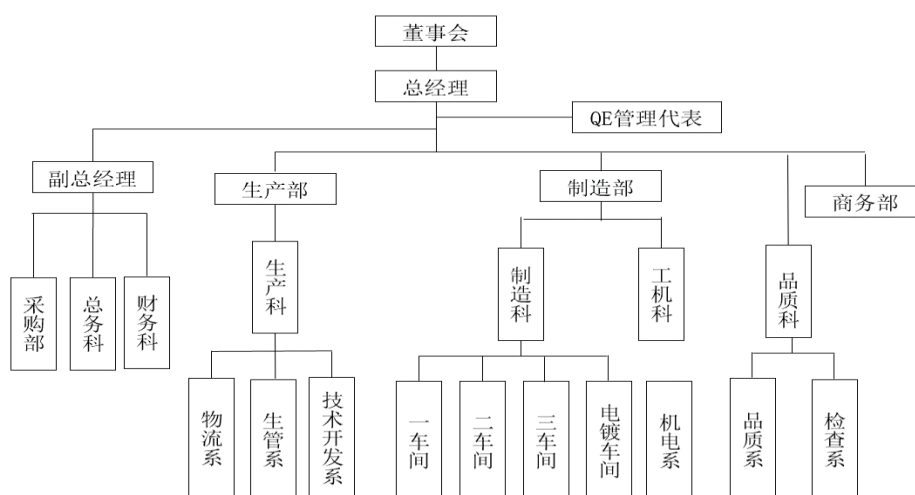 董事会
总经理
QE管理代表
副总经理
生产部
制造部
商务部
采购部
总务科
财务科
生产科
制造科
工机科
品质科
物流系
生管系
技术开发系
一车间
二车间
三车间
电镀车间
机电系
品质系
检查系